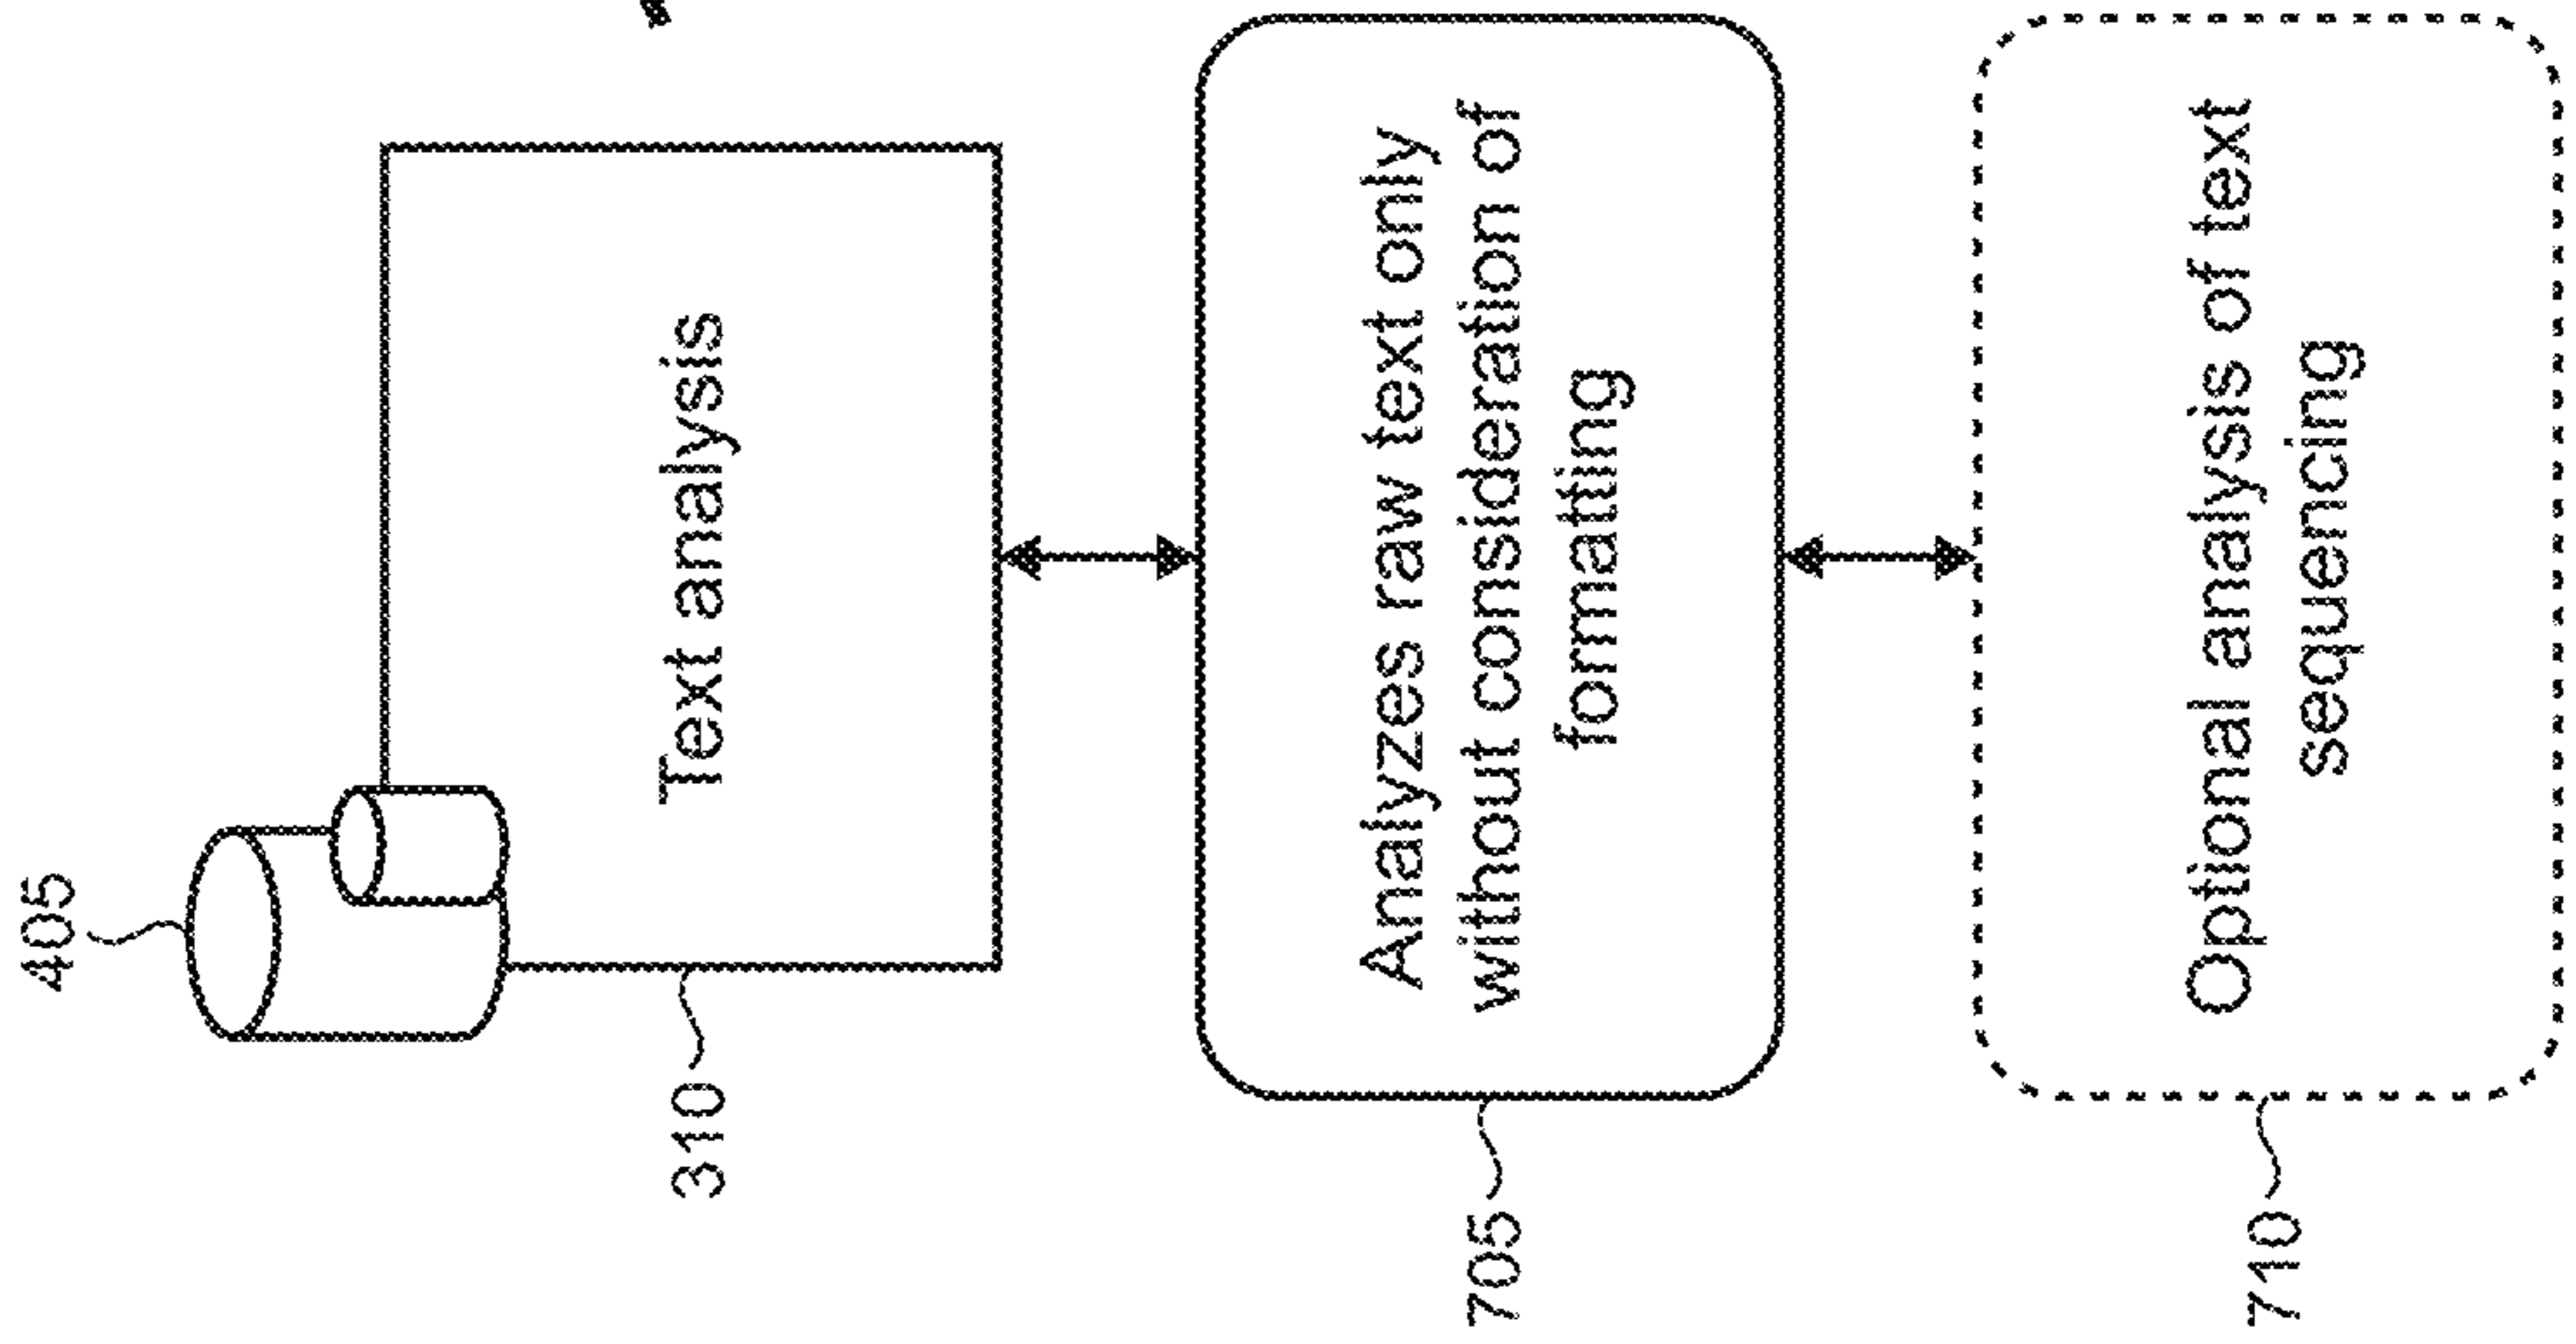 405
310
Text analysis
705
Analyzes raw text only
without consideration of
formatting
710
Optional analysis of text
sequencing